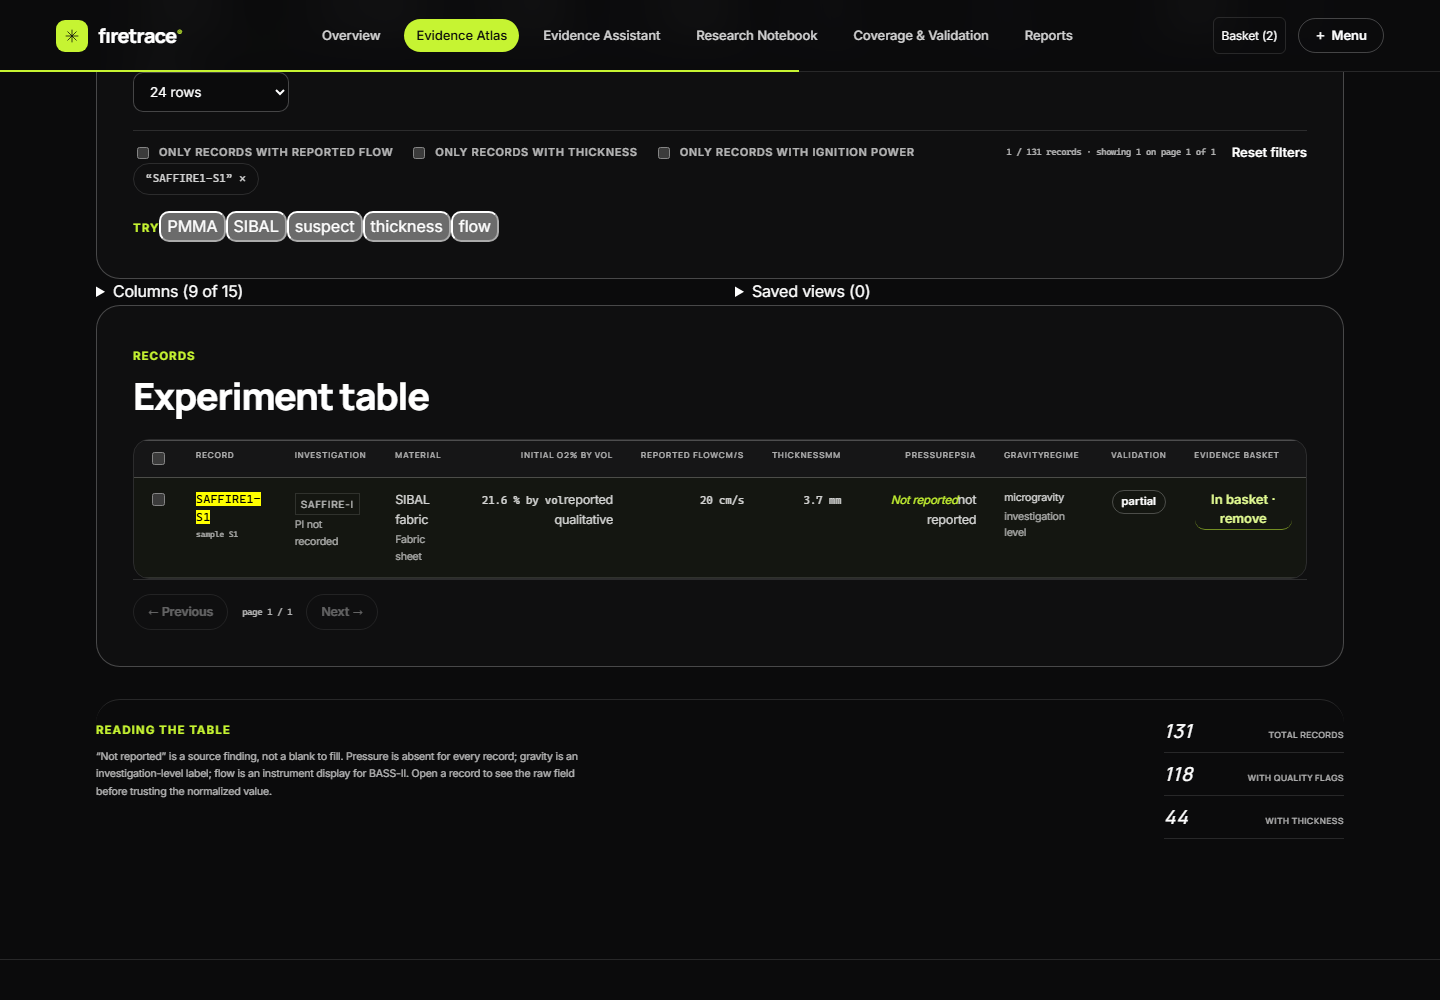 firetrace
Overview
Evidence Atlas
Evidence Assistant
Research Notebook
Coverage & Validation
Reports
Basket (2)
+ Menu
24 rows
ONLY RECORDS WITH REPORTED FLOW
ONLY RECORDS WITH THICKNESS
ONLY RECORDS WITH IGNITION POWER
1 / 131 records · showing 1 on page 1 of 1
Reset filters
“SAFFIRE1-S1” ×
TRY PMMA SIBAL suspect thickness flow
Columns (9 of 15)
Saved views (0)
RECORDS
Experiment table
RECORD
INVESTIGATION
MATERIAL
INITIAL O2% BY VOL
REPORTED FLOWCM/S
THICKNESSMM
PRESSUREPSIA
GRAVITYREGIME
VALIDATION
EVIDENCE BASKET
SAFFIRE1-
S1
sample S1
SAFFIRE-I
PI not
recorded
SIBAL
fabric
Fabric
sheet
21.6 % by volreported
qualitative
20 cm/s
3.7 mm
Not reportednot
reported
microgravity
investigation
level
partial
In basket ·
remove
← Previous
page 1 / 1
Next →
READING THE TABLE
“Not reported” is a source finding, not a blank to fill. Pressure is absent for every record; gravity is an
investigation-level label; flow is an instrument display for BASS-II. Open a record to see the raw field
before trusting the normalized value.
131 TOTAL RECORDS
118 WITH QUALITY FLAGS
44 WITH THICKNESS